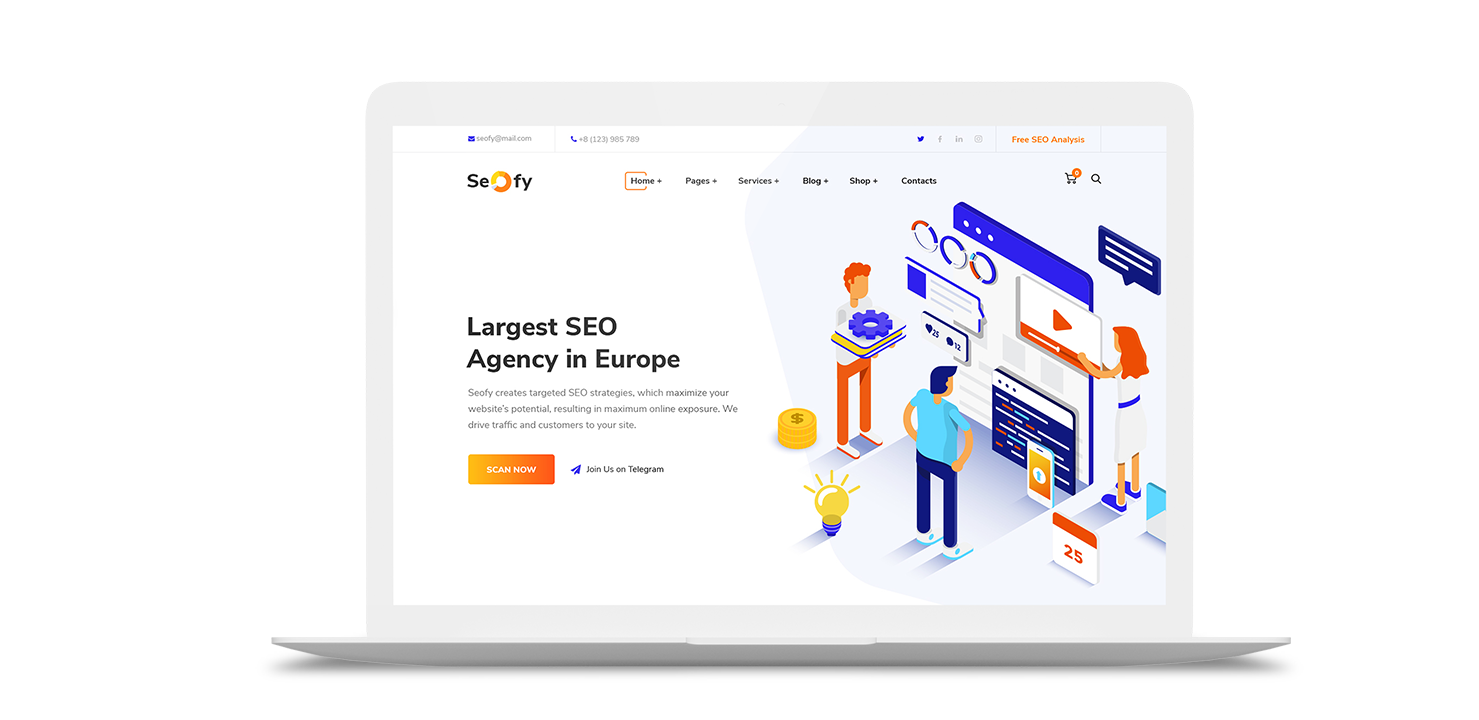 seofy@mail.com
+8 (123) 985 789
Free SEO Analysis
Seofy
Home +
Pages +
Services +
Blog +
Shop +
Contacts
0
Largest SEO
Agency in Europe
Seofy creates targeted SEO strategies, which maximize your
website's potential, resulting in maximum online exposure. We
drive traffic and customers to your site.
SCAN NOW
Join Us on Telegram
25
12
$
25